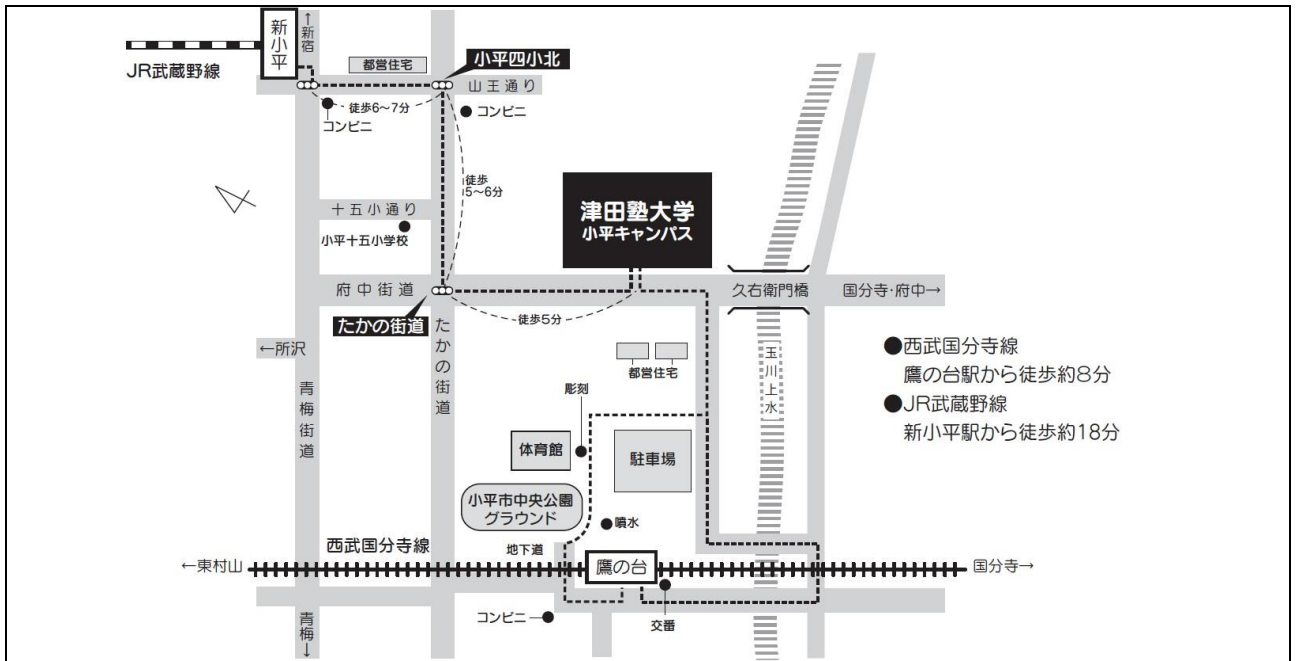 新小平
↑新宿
JR武蔵野線
都営住宅
小平四小北
山王通り
徒歩6〜7分
コンビニ
コンビニ
徒歩
5〜6分
十五小通り
小平十五小学校
津田塾大学
小平キャンパス
府中街道
久右衛門橋
国分寺・府中→
たかの街道
徒歩5分
←所沢
たかの街道
青梅街道
都営住宅
玉川上水
●西武国分寺線
鷹の台駅から徒歩約8分
●JR武蔵野線
新小平駅から徒歩約18分
彫刻
体育館
駐車場
小平市中央公園
グラウンド
噴水
西武国分寺線
地下道
←東村山
鷹の台
国分寺→
コンビニ
交番
青梅↓